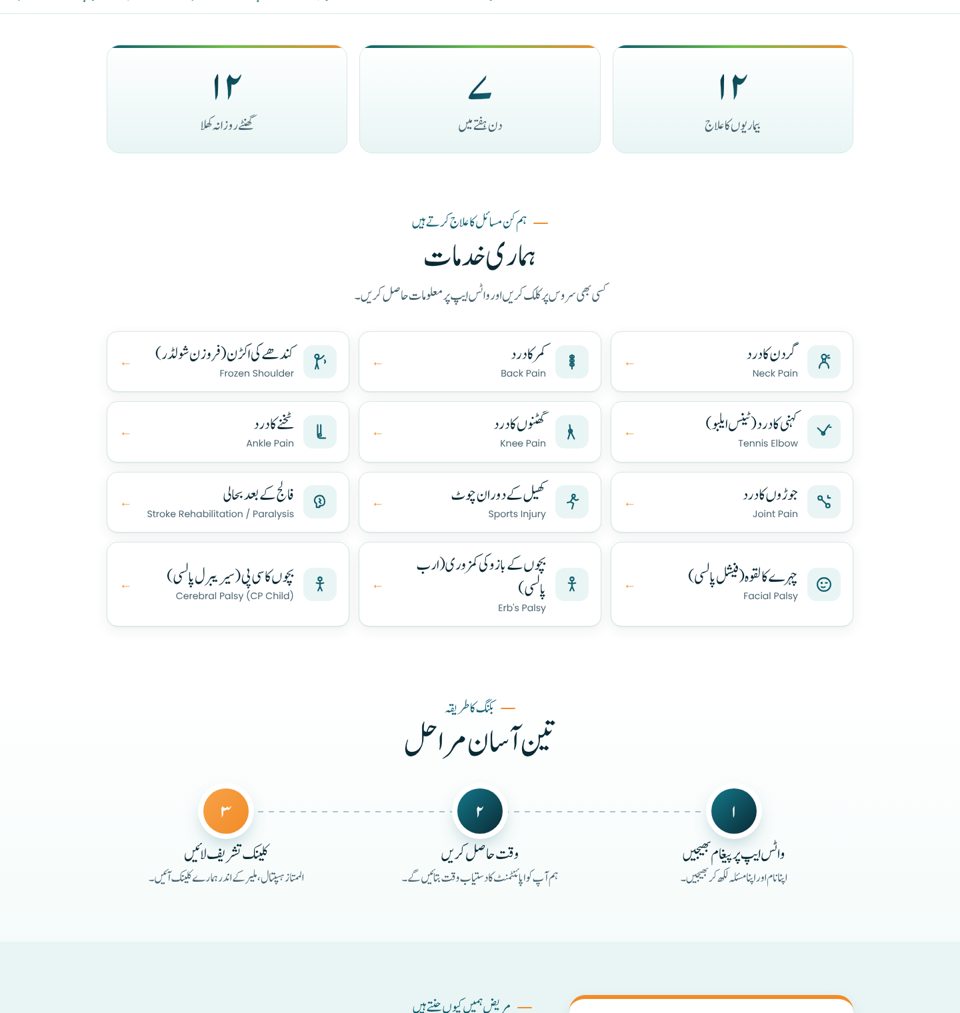 ۱۲
بیماریوں کا علاج
۷
دن ہفتے میں
۱۲
گھنٹے روزانہ کھلا
ہم کن مسائل کا علاج کرتے ہیں
ہماری خدمات
کسی بھی سروس پر کلک کریں اور واٹس ایپ پر معلومات حاصل کریں۔
گردن کا درد
Neck Pain
←
کمر کا درد
Back Pain
←
کندھے کی اکڑن (فروزن شولڈر)
Frozen Shoulder
←
کہنی کا درد (ٹینس ایلبو)
Tennis Elbow
←
گھٹنوں کا درد
Knee Pain
←
ٹخنے کا درد
Ankle Pain
←
جوڑوں کا درد
Joint Pain
←
کھیل کے دوران چوٹ
Sports Injury
←
فالج کے بعد بحالی
Stroke Rehabilitation / Paralysis
←
چہرے کا لقوہ (فیشل پالسی)
Facial Palsy
←
بچوں کے بازو کی کمزوری (ارب
پالسی)
Erb's Palsy
←
بچوں کا سی پی (سیریبرل پالسی)
Cerebral Palsy (CP Child)
←
بکنگ کا طریقہ
تین آسان مراحل
۱
واٹس ایپ پر پیغام بھیجیں
اپنا نام اور اپنا مسئلہ لکھ کر بھیجیں۔
۲
وقت حاصل کریں
ہم آپ کو اپائنٹمنٹ کا دستیاب وقت بتائیں گے۔
۳
کلینک تشریف لائیں
الممتاز ہسپتال، ملیر کے اندر ہمارے کلینک آئیں۔
مریض ہمیں کیوں چنتے ہیں